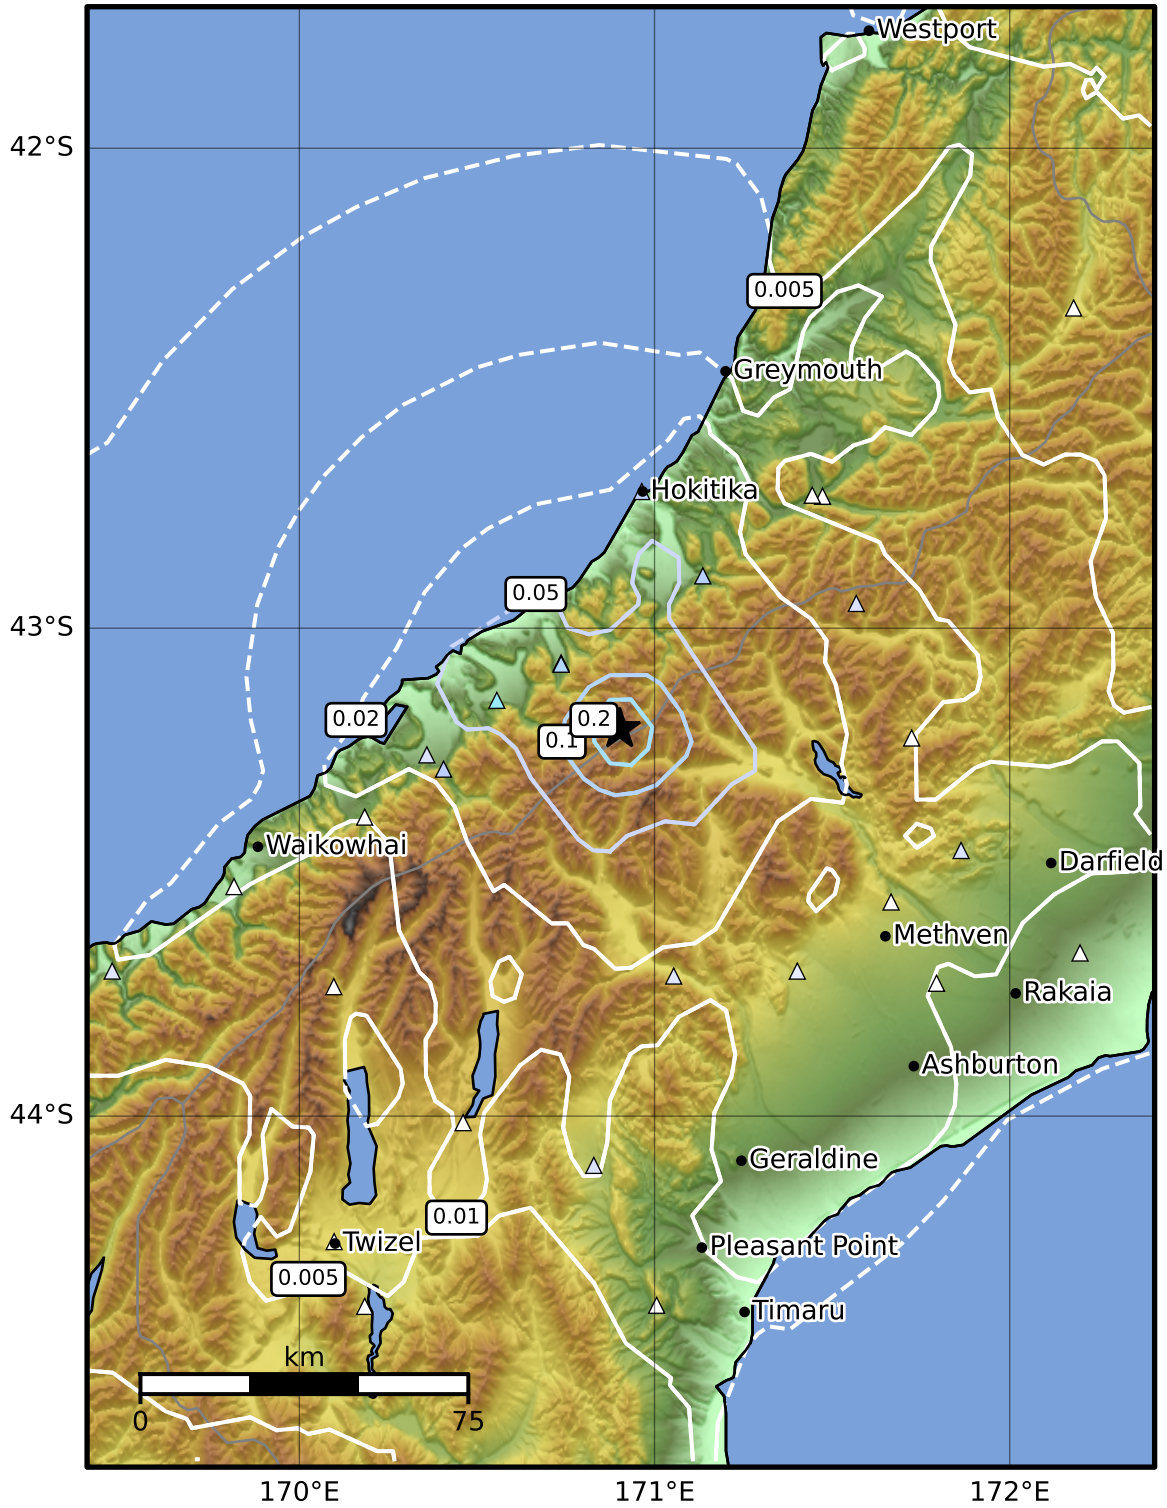 Westport
42°S
0.005
Greymouth
Hokitika
0.05
43°S
0.02
0.2
0.1
Waikowhai
Darfield
Methven
Rakaia
Ashburton
44°S
Geraldine
0.01
Twizel
Pleasant Point
0.005
Timaru
km
0 75
170°E 171°E 172°E